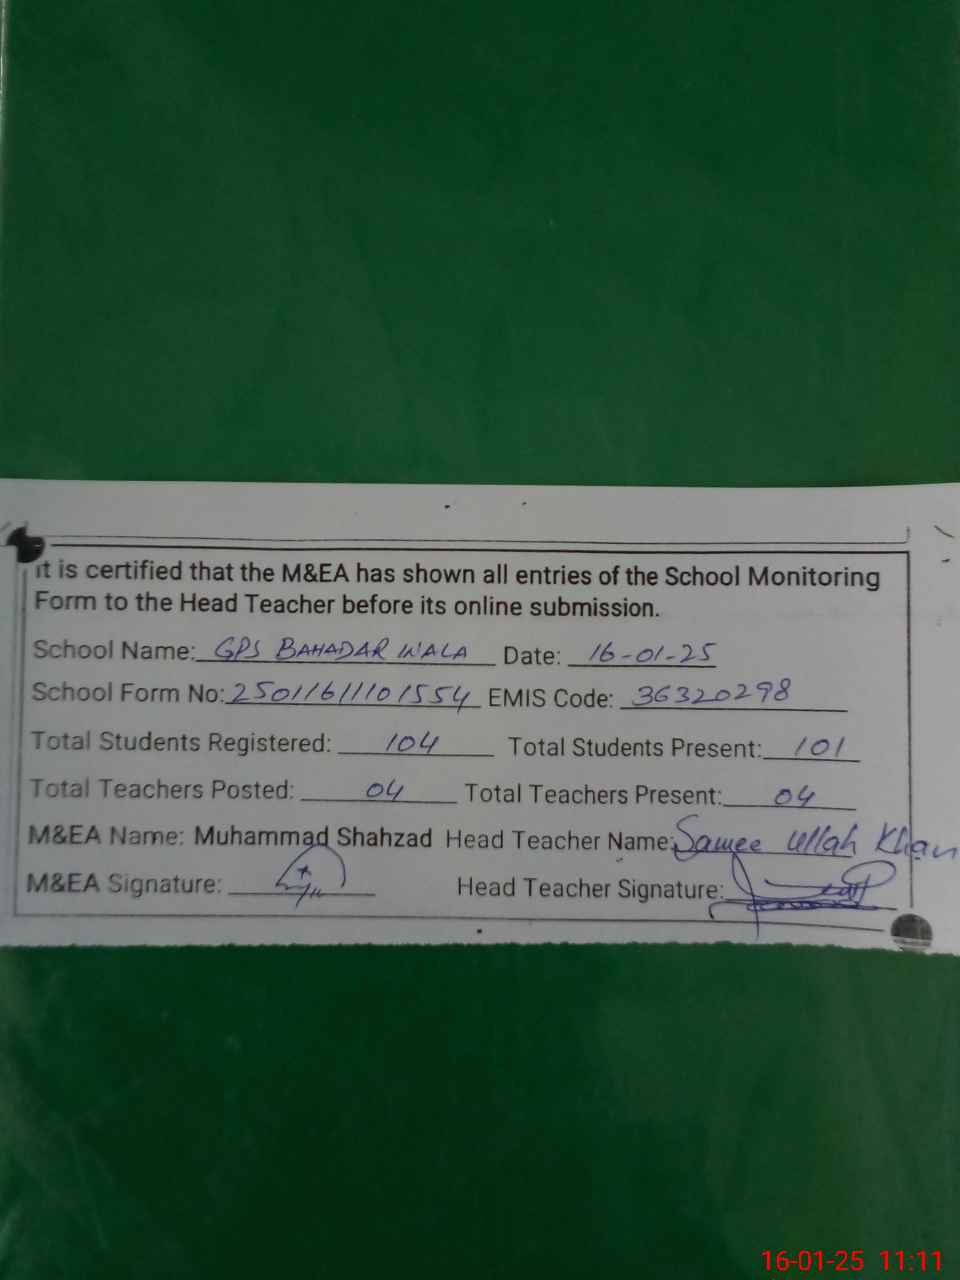 it is certified that the M&EA has shown all entries of the School Monitoring
Form to the Head Teacher before its online submission.
School Name: GPS BAHADAR WALA Date: 16-01-25
School Form No: 25011611101554 EMIS Code: 36320298
Total Students Registered: 104 Total Students Present: 101
Total Teachers Posted: 04 Total Teachers Present: 04
M&EA Name: Muhammad Shahzad Head Teacher Name: Samee Ullah Khan
M&EA Signature: Head Teacher Signature:
16-01-25 11:11